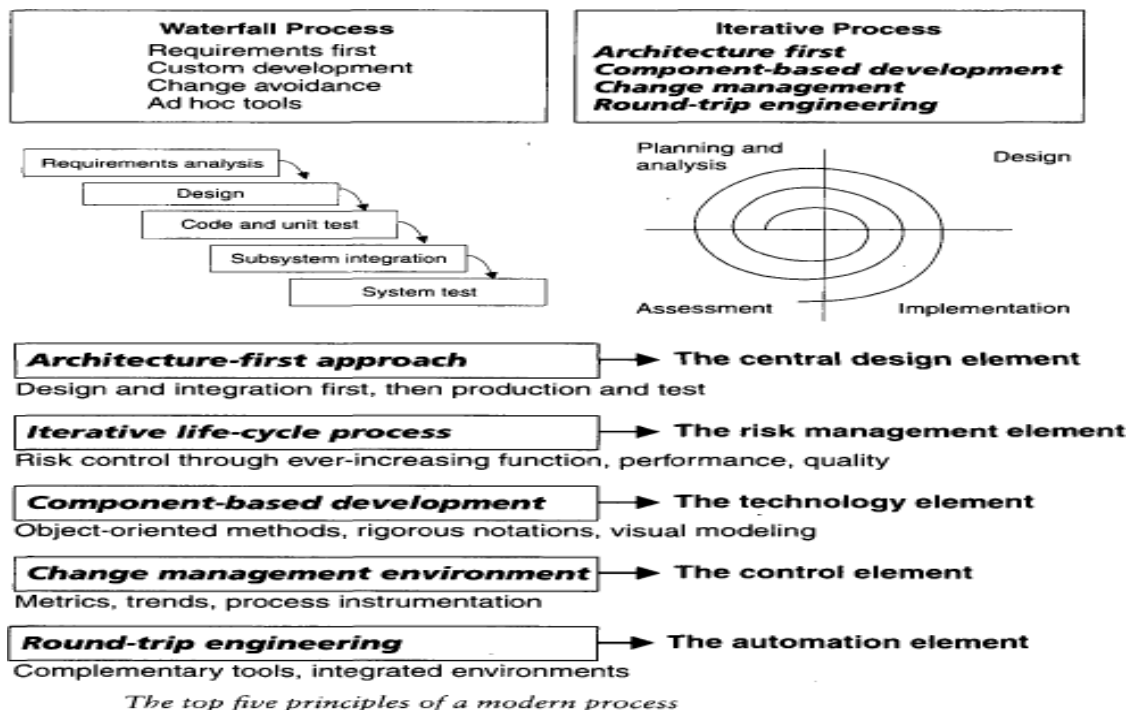 Waterfall Process
Requirements first
Custom development
Change avoidance
Ad hoc tools
Iterative Process
Architecture first
Component-based development
Change management
Round-trip engineering
Requirements analysis
Design
Code and unit test
Subsystem integration
System test
Planning and
analysis
Design
Assessment
Implementation
Architecture-first approach
The central design element
Design and integration first, then production and test
Iterative life-cycle process
The risk management element
Risk control through ever-increasing function, performance, quality
Component-based development
The technology element
Object-oriented methods, rigorous notations, visual modeling
Change management environment
The control element
Metrics, trends, process instrumentation
Round-trip engineering
The automation element
Complementary tools, integrated environments
The top five principles of a modern process